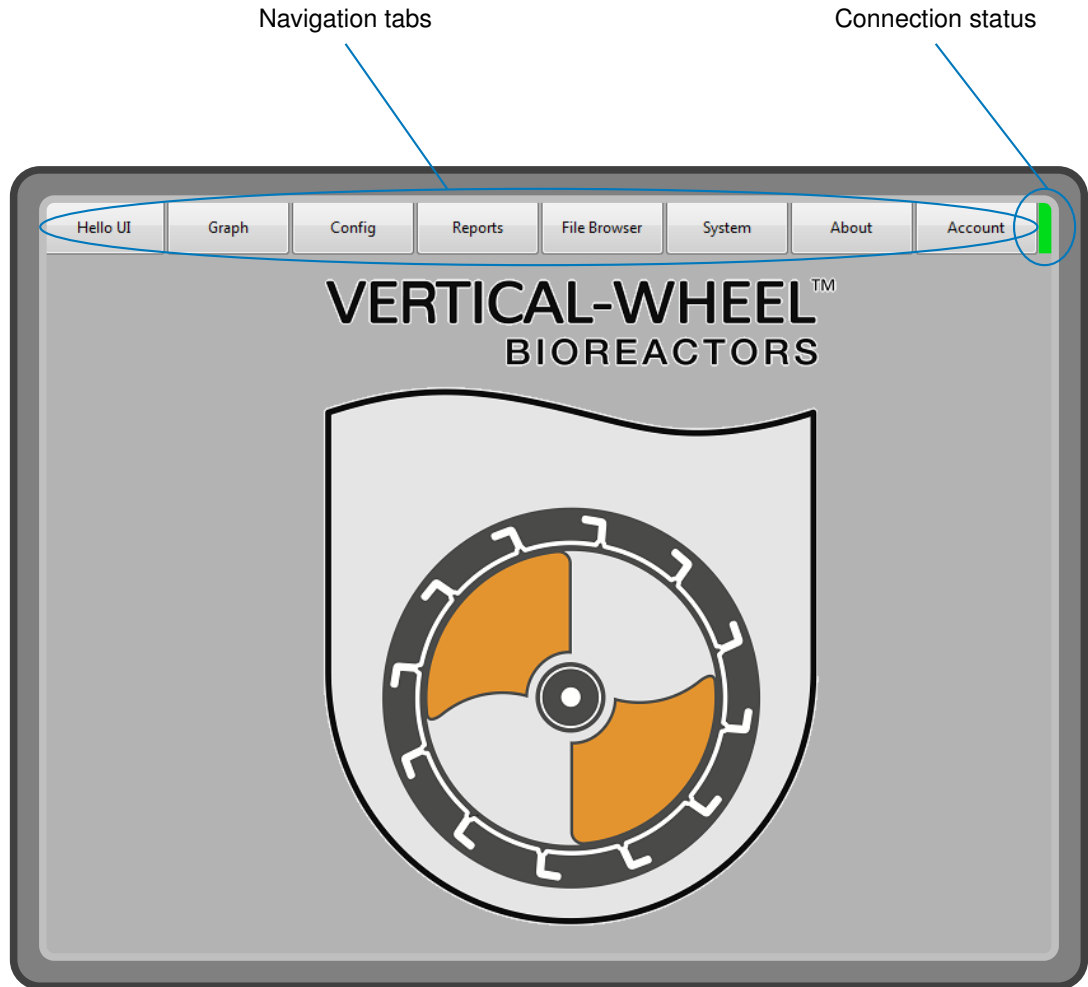 Navigation tabs Connection status
Hello UI Graph Config Reports File Browser System About Account
VERTICAL-WHEEL™
BIOREACTORS